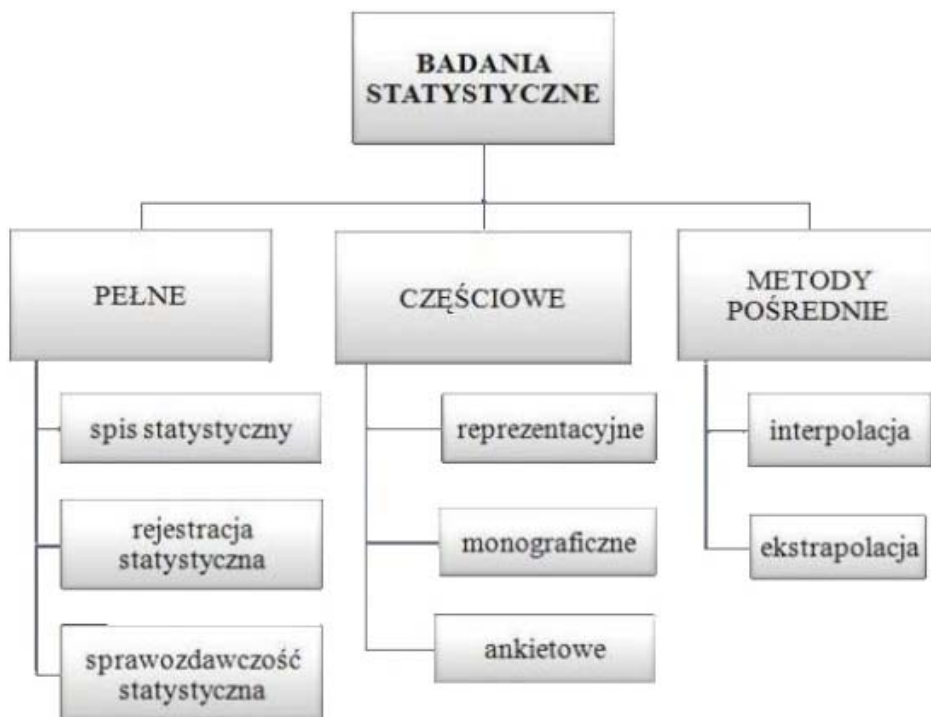 BADANIA
STATYSTYCZNE
PEŁNE
CZĘŚCIOWE
METODY
POŚREDNIE
spis statystyczny
rejestracja
statystyczna
sprawozdawczość
statystyczna
reprezentacyjne
monograficzne
ankietowe
interpolacja
ekstrapolacja